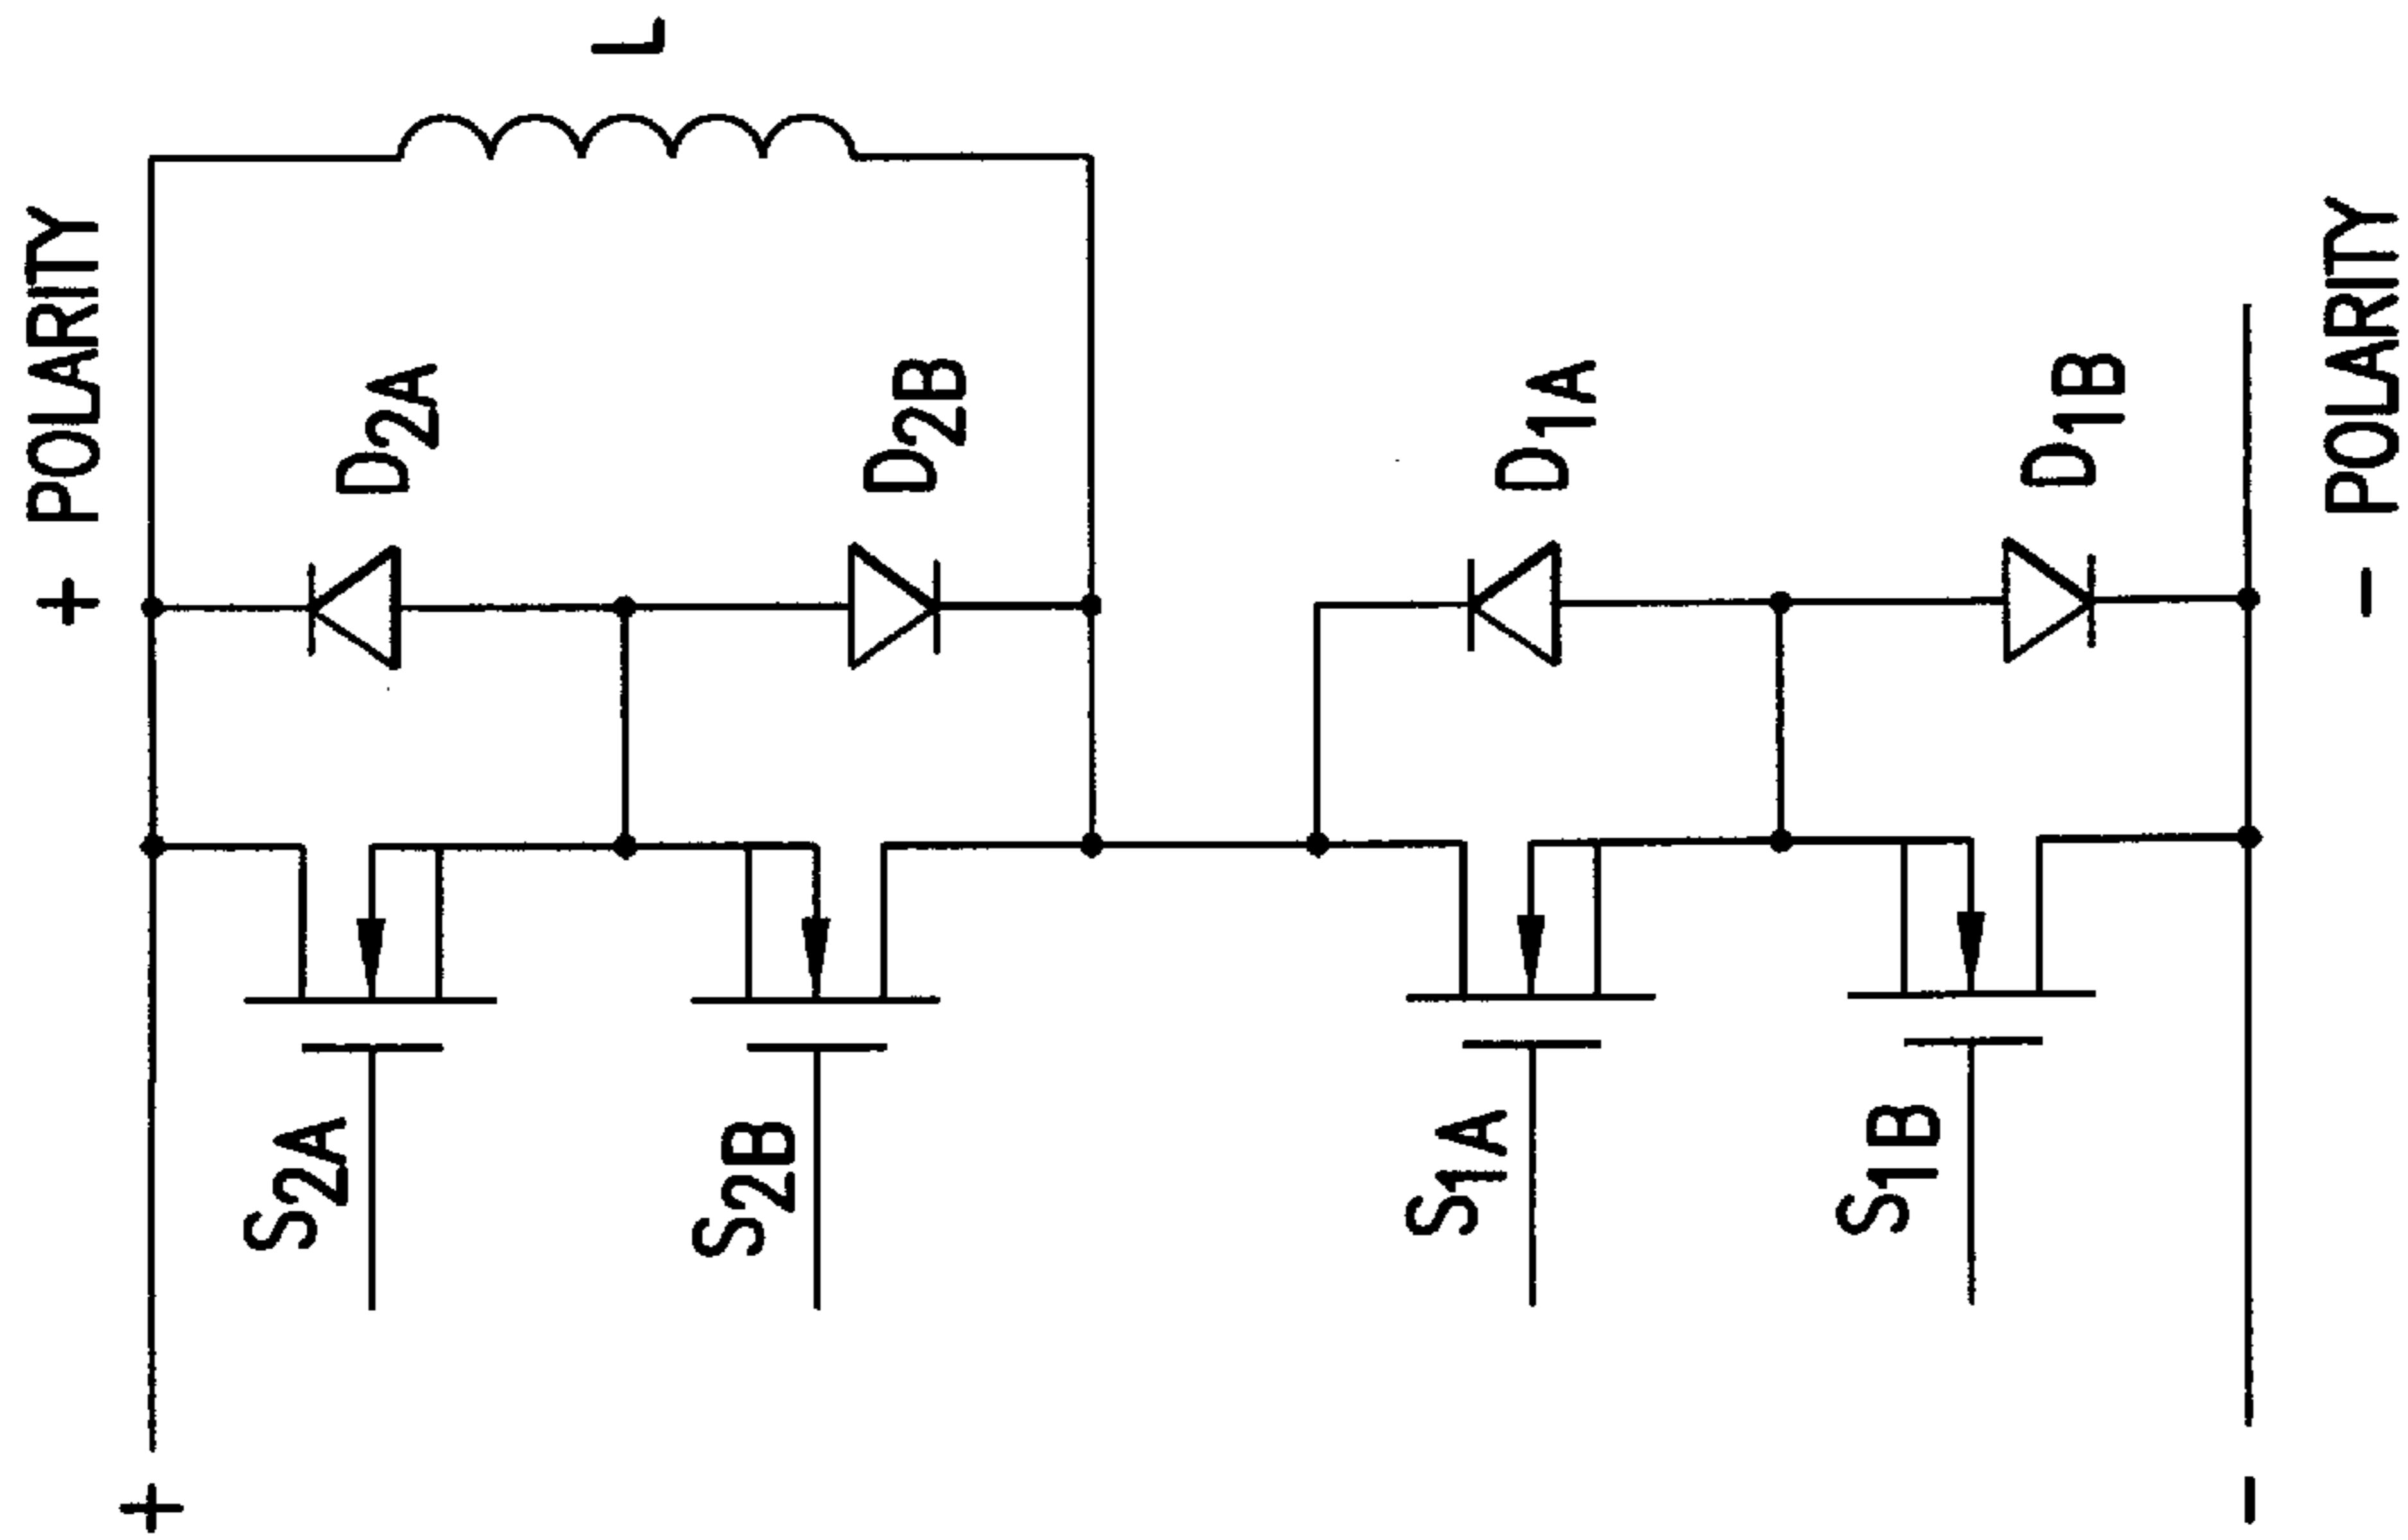 + POLARITY
L
D2A
D2B
D1A
D1B
- POLARITY
S2A
S2B
S1A
S1B
+
-